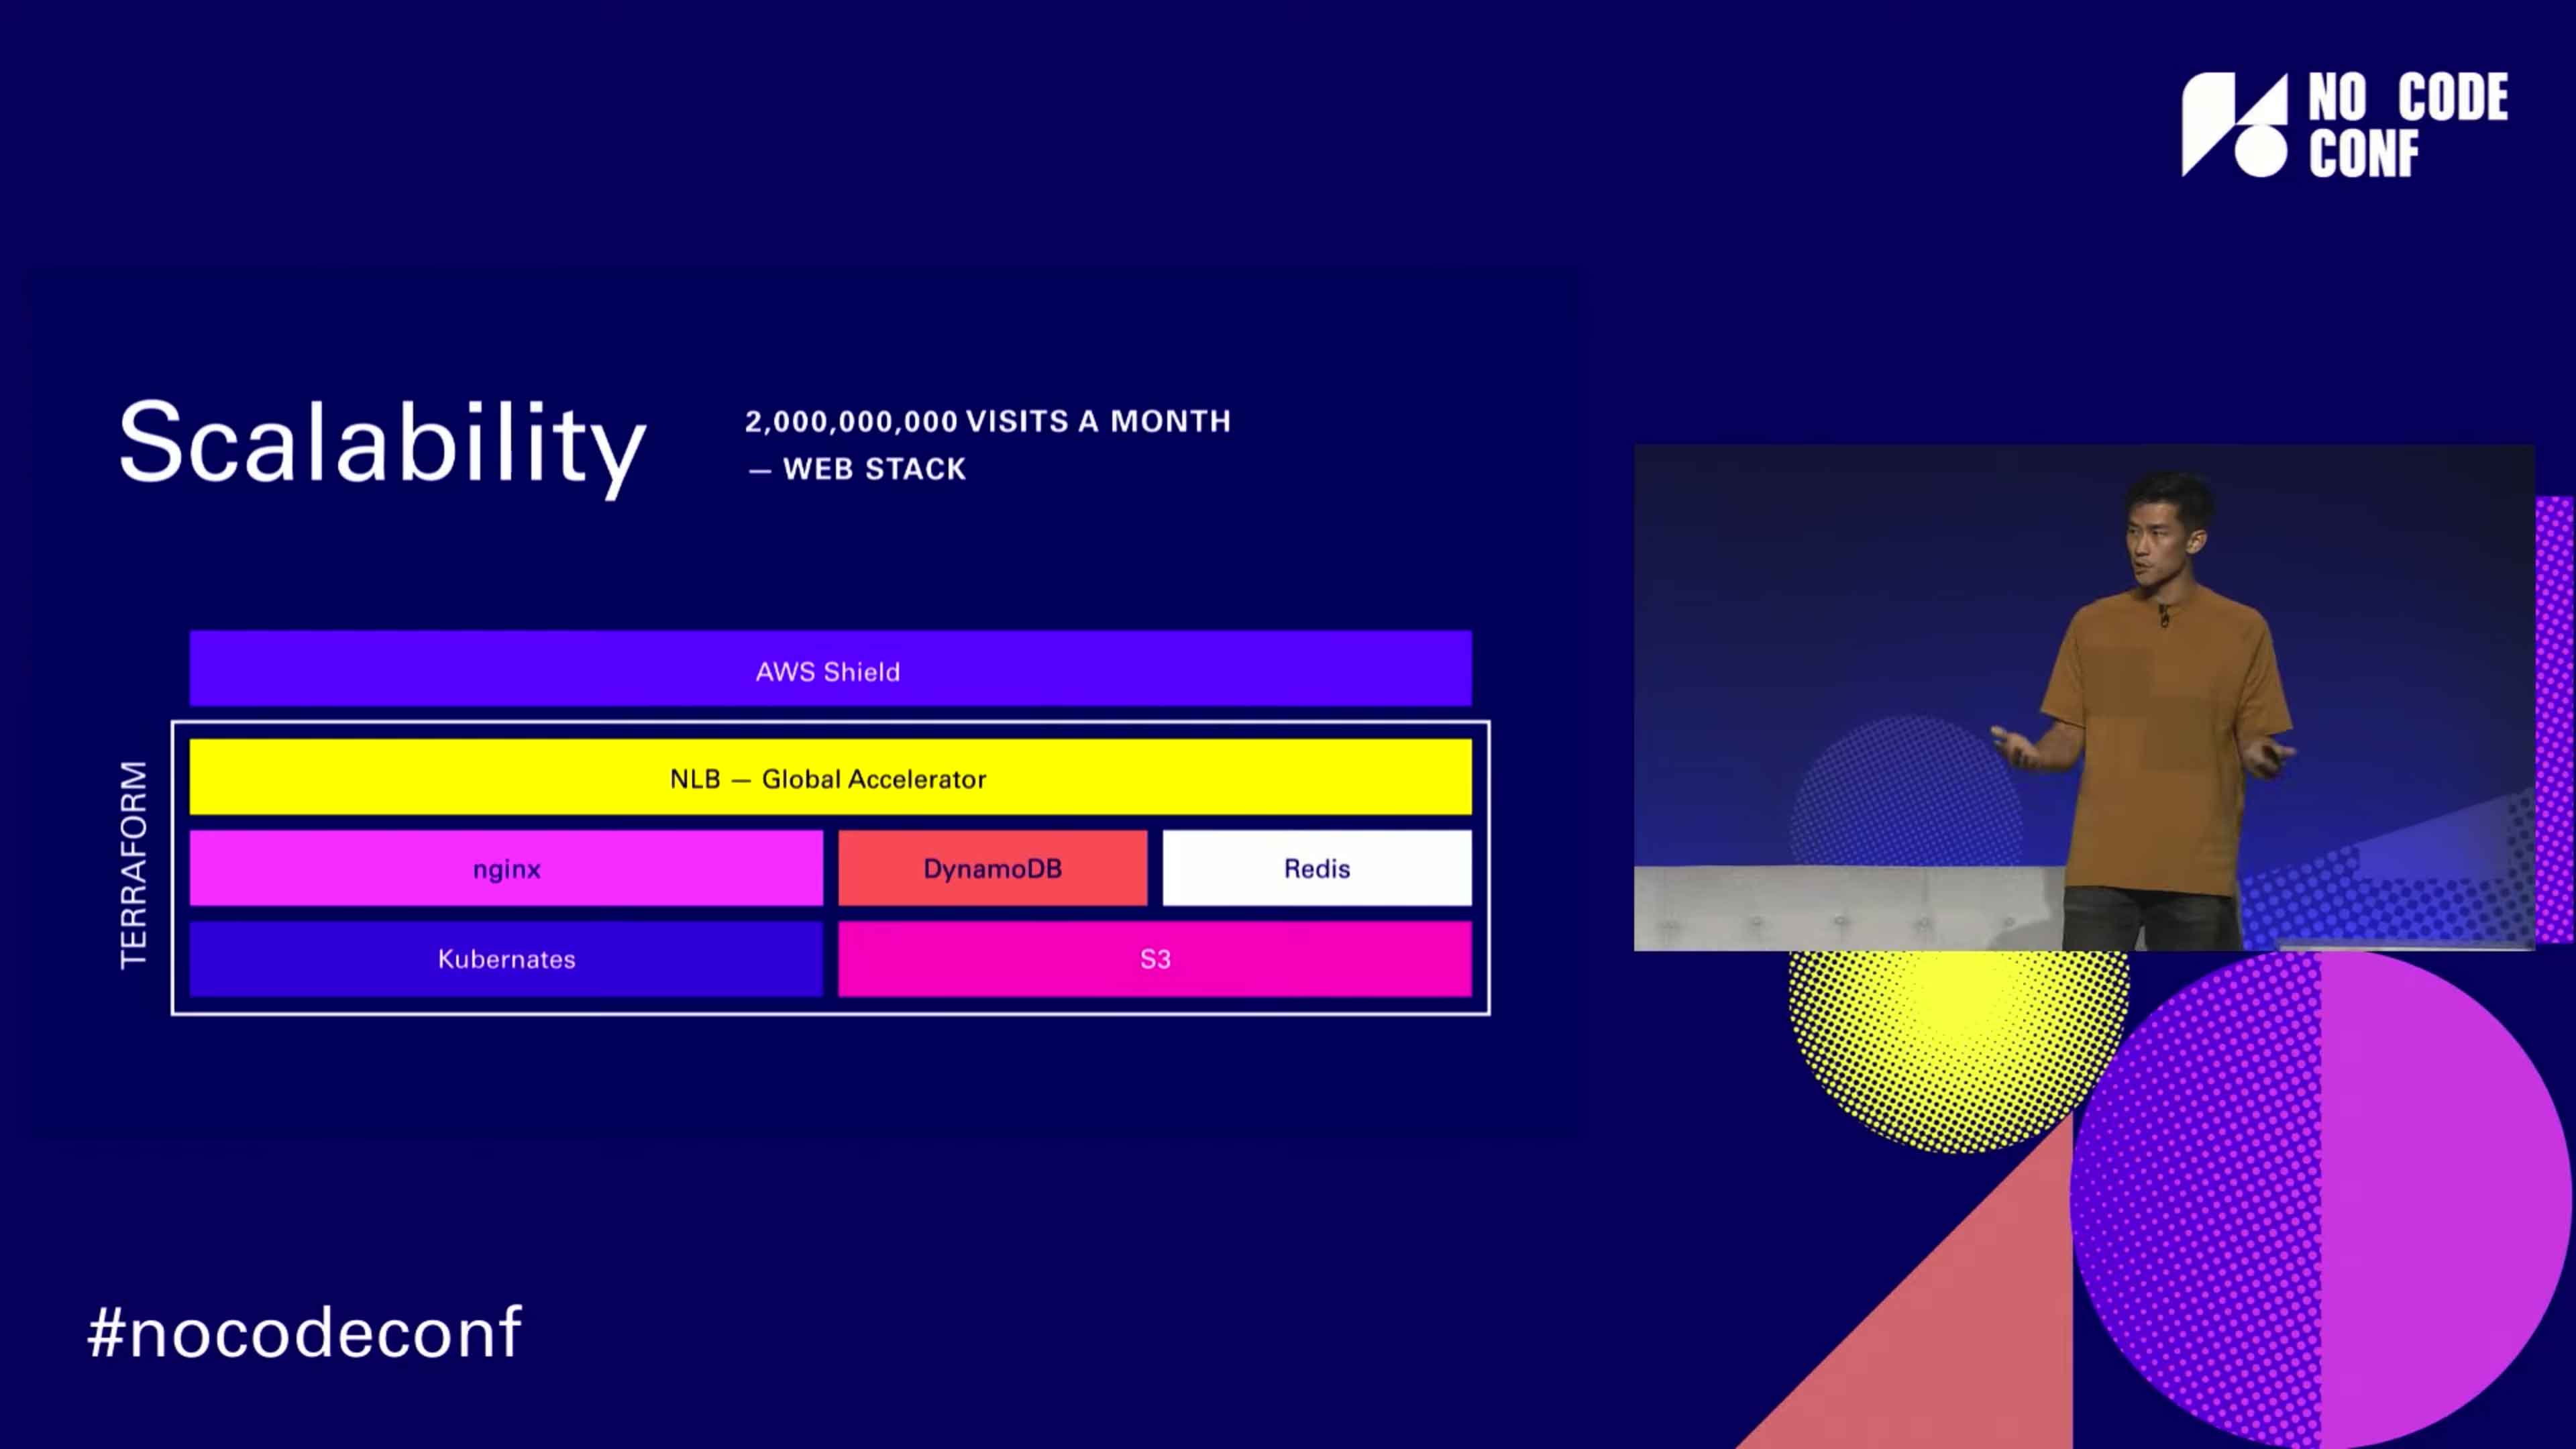 NO CODE
CONF
Scalability
2,000,000,000 VISITS A MONTH
— WEB STACK
AWS Shield
TERRAFORM
NLB — Global Accelerator
nginx
DynamoDB
Redis
Kubernates
S3
#nocodeconf